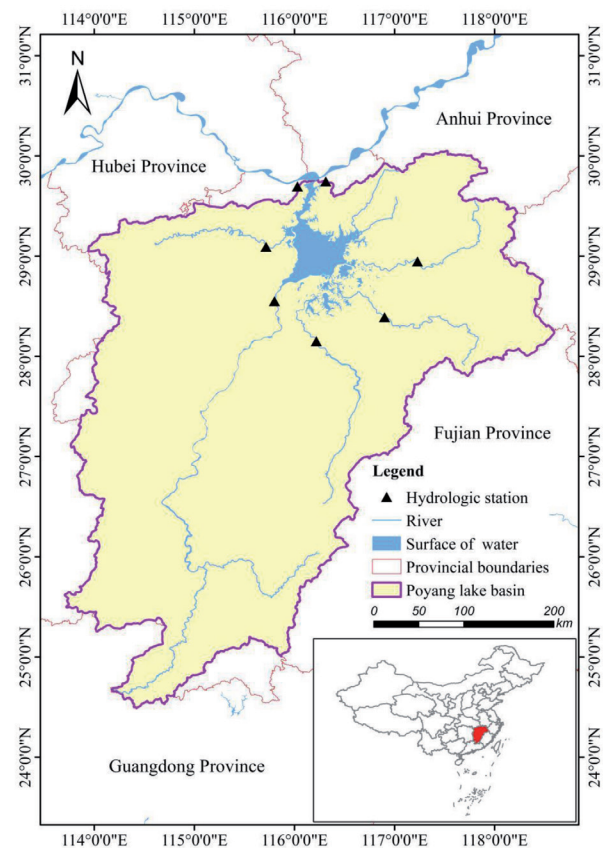 114°0'0"E 115°0'0"E 116°0'0"E 117°0'0"E 118°0'0"E
31°0'0"N
31°0'0"N
30°0'0"N
30°0'0"N
29°0'0"N
29°0'0"N
28°0'0"N
28°0'0"N
27°0'0"N
27°0'0"N
26°0'0"N
26°0'0"N
25°0'0"N
25°0'0"N
24°0'0"N
24°0'0"N
N
Anhui Province
Hubei Province
Fujian Province
Legend
Hydrologic station
River
Surface of water
Provincial boundaries
Poyang lake basin
0 50 100 200
km
Guangdong Province
114°0'0"E 115°0'0"E 116°0'0"E 117°0'0"E 118°0'0"E